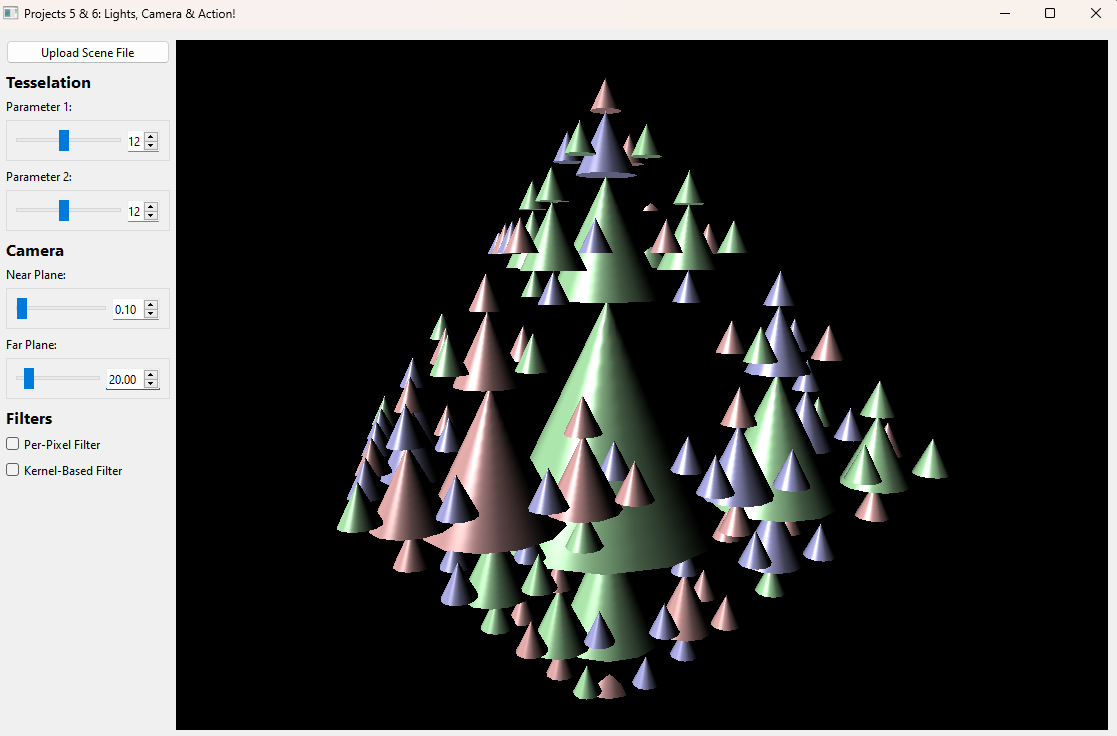 Projects 5 & 6: Lights, Camera & Action!
Upload Scene File
Tesselation
Parameter 1:
12
Parameter 2:
12
Camera
Near Plane:
0.10
Far Plane:
20.00
Filters
Per-Pixel Filter
Kernel-Based Filter